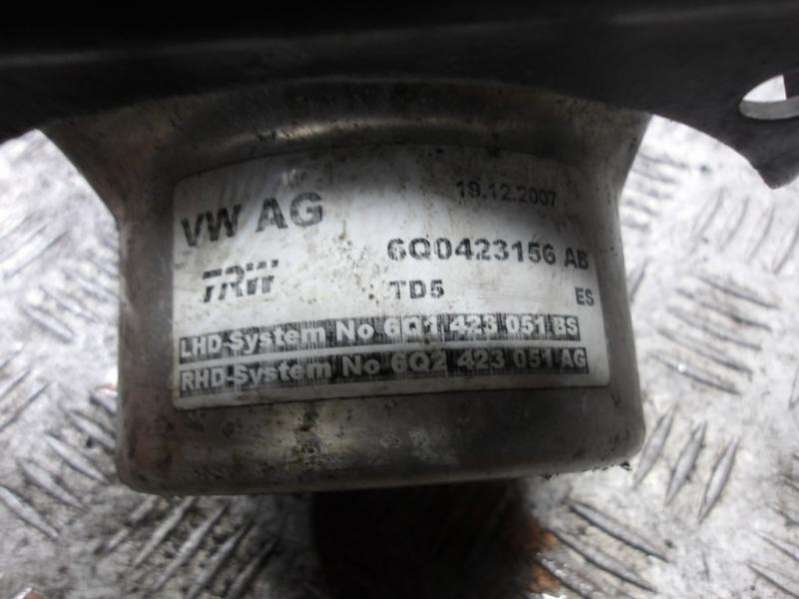 19.12.2007
VW AG
6Q0423156 AB
TRW
TD5 ES
LHD-System No 6Q1 423 051 BS
RHD-System No 6Q2 423 051 AG